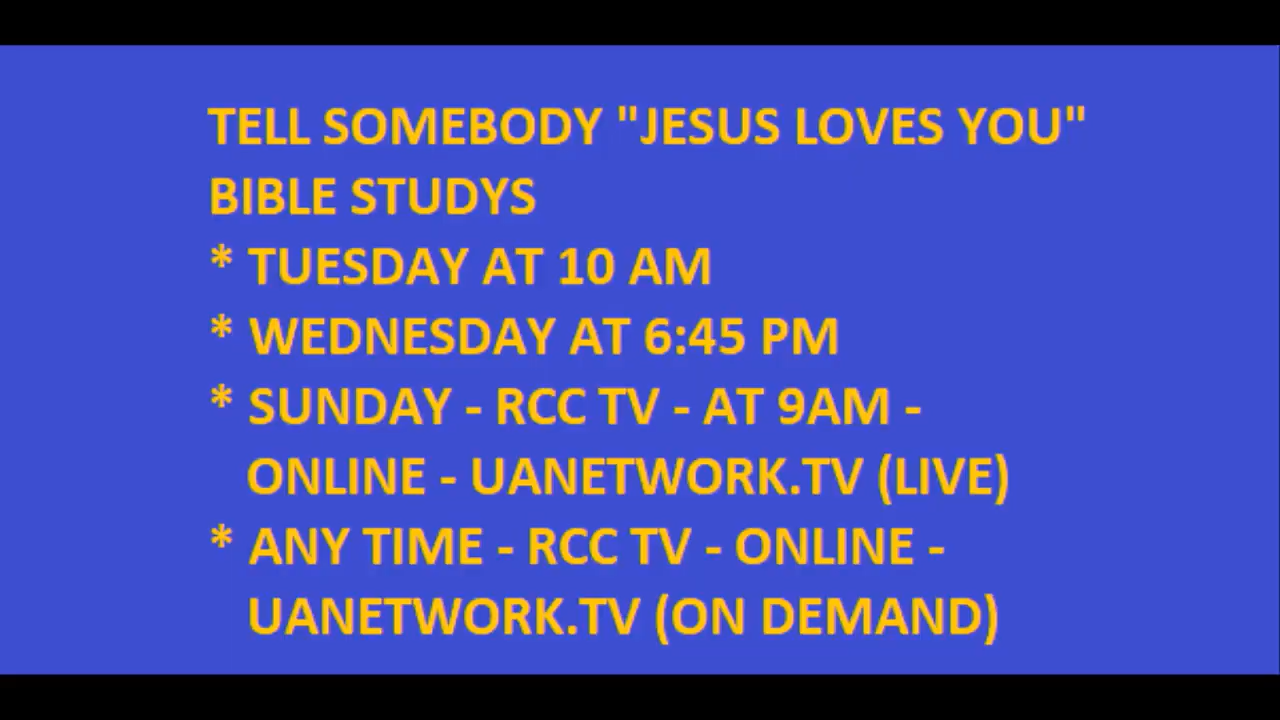 TELL SOMEBODY "JESUS LOVES YOU"
BIBLE STUDYS
* TUESDAY AT 10 AM
* WEDNESDAY AT 6:45 PM
* SUNDAY - RCC TV - AT 9AM -
ONLINE - UANETWORK.TV (LIVE)
* ANY TIME - RCC TV - ONLINE -
UANETWORK.TV (ON DEMAND)